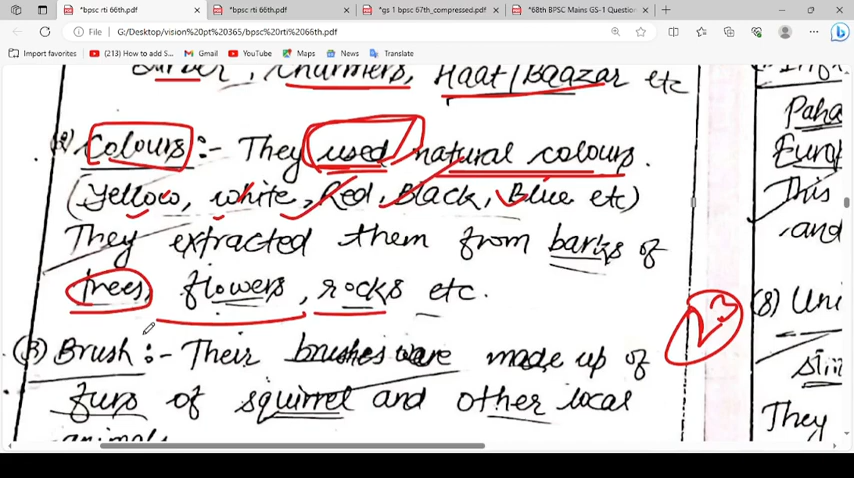 *bpsc rti 66th.pdf
*bpsc rti 66th.pdf
*gs 1 bpsc 67th_compressed.pdf
*68th BPSC Mains GS-1 Question
File G:/Desktop/vision%20pt%20365/bpsc%20rti%2066th.pdf
Import favorites (213) How to add S... Gmail YouTube Maps News Translate
Churmers, Haat/Baazar etc
Colours :- They used natural colours.
(Yellow, white, Red, Black, Blue etc)
They extracted them from barks of
trees, flowers, rocks etc.
Brush :- Their brushes were made up of
furs of squirrel and other local
animals
Paha
Euro
This
and
(8) Uni
They